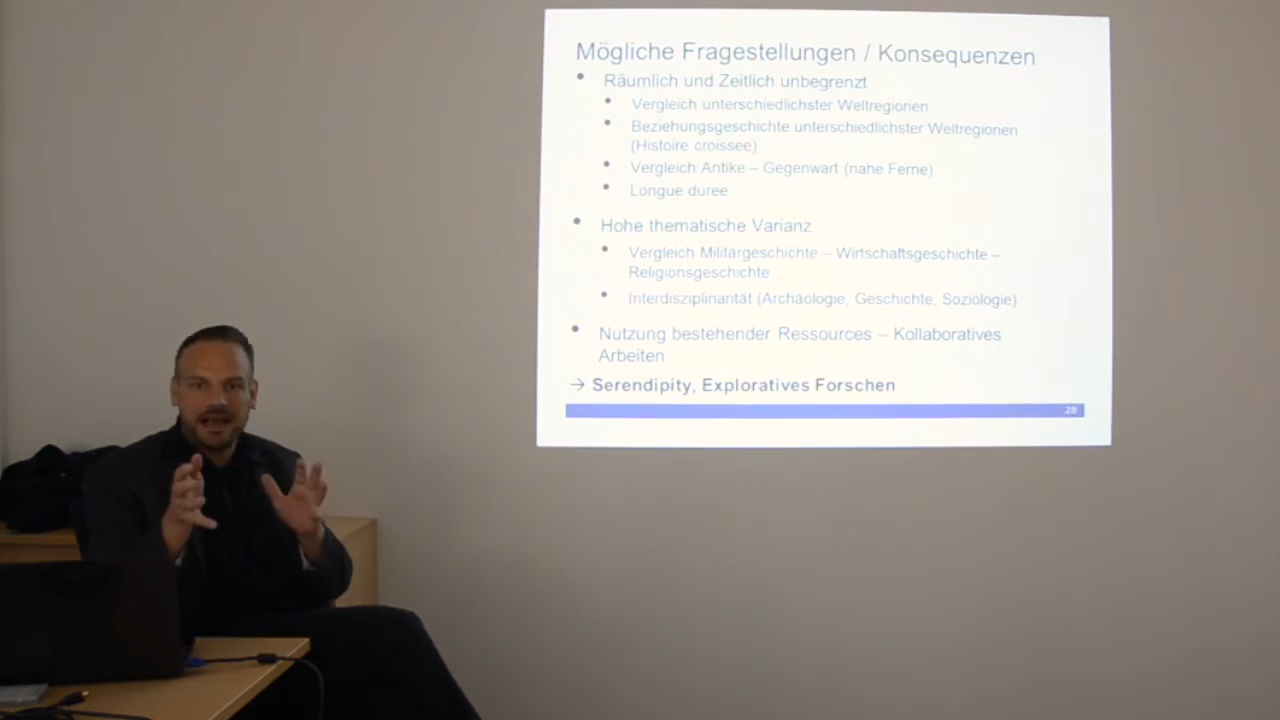 Mögliche Fragestellungen / Konsequenzen
• Räumlich und Zeitlich unbegrenzt
• Vergleich unterschiedlichster Weltregionen
• Beziehungsgeschichte unterschiedlichster Weltregionen
(Histoire croissee)
• Vergleich Antike – Gegenwart (nahe Ferne)
• Longue duree
• Hohe thematische Varianz
• Vergleich Militärgeschichte – Wirtschaftsgeschichte –
Religionsgeschichte ...
• Interdisziplinarität (Archäologie, Geschichte, Soziologie)
• Nutzung bestehender Ressources – Kollaboratives
Arbeiten
→ Serendipity, Exploratives Forschen
28